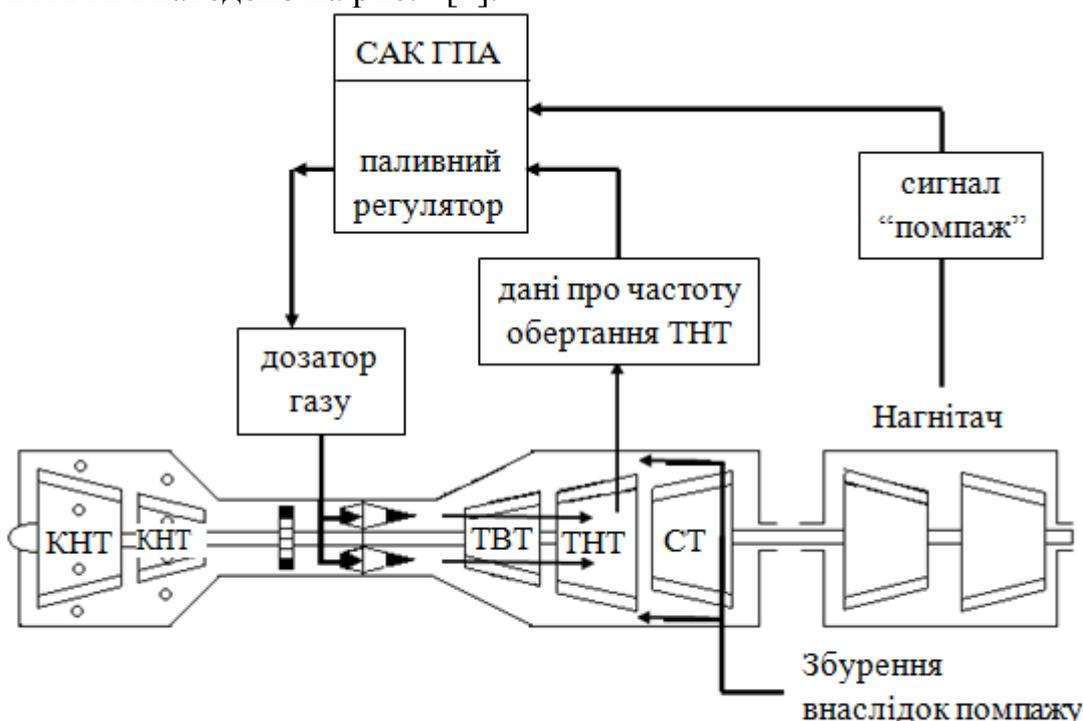 САК ГПА
паливний
регулятор
сигнал
“помпаж”
дані про частоту
обертання ТНТ
дозатор
газу
Нагнітач
КНТ
КНТ
ТВТ
ТНТ
СТ
Збурення
внаслідок помпажу